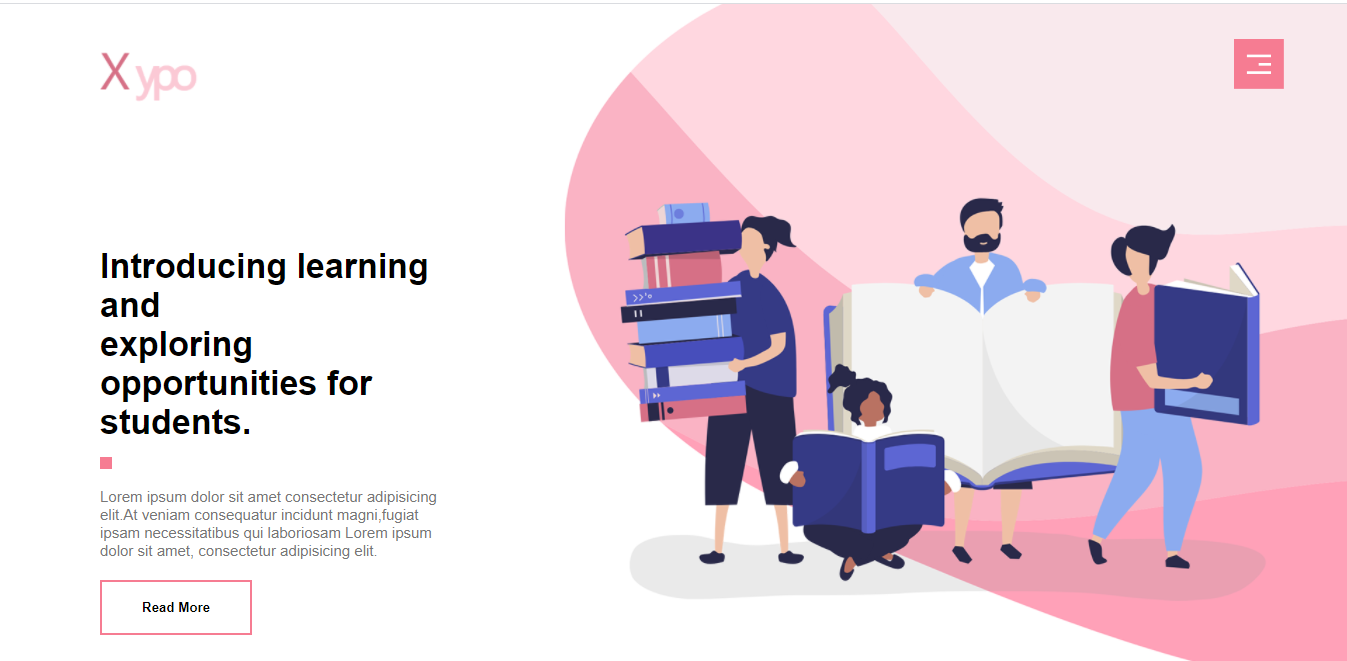 X ypo
Introducing learning
and
exploring
opportunities for
students.
Lorem ipsum dolor sit amet consectetur adipisicing
elit.At veniam consequatur incidunt magni,fugiat
ipsam necessitatibus qui laboriosam Lorem ipsum
dolor sit amet, consectetur adipisicing elit.
Read More